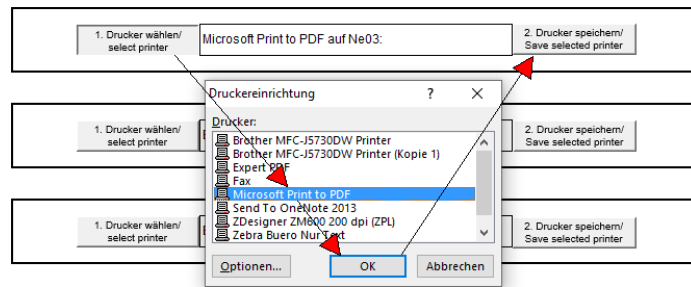 1. Drucker wählen/
select printer
Microsoft Print to PDF auf Ne03:
2. Drucker speichern/
Save selected printer
Druckereinrichtung ? X
Drucker:
Brother MFC-J5730DW Printer
Brother MFC-J5730DW Printer (Kopie 1)
Expert PDF
Fax
Microsoft Print to PDF
Send To OneNote 2013
ZDesigner ZM600 200 dpi (ZPL)
Zebra Buero Nur Text
Optionen... OK Abbrechen
1. Drucker wählen/
select printer
2. Drucker speichern/
Save selected printer
1. Drucker wählen/
select printer
2. Drucker speichern/
Save selected printer